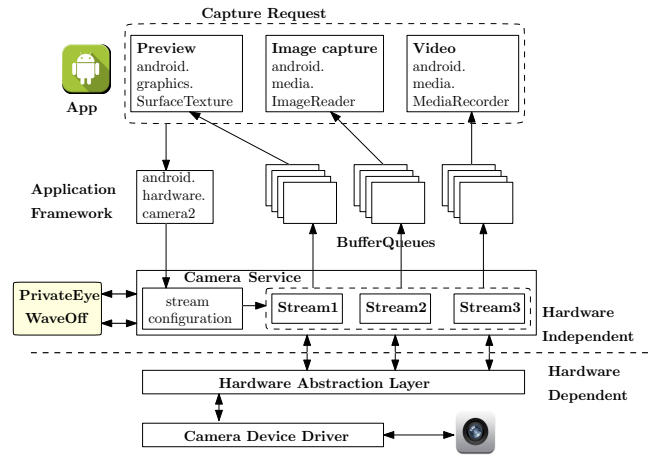 Capture Request
Preview
android.
graphics.
SurfaceTexture
Image capture
android.
media.
ImageReader
Video
android.
media.
MediaRecorder
App
Application
Framework
android.
hardware.
camera2
BufferQueues
Camera Service
PrivateEye
WaveOff
stream
configuration
Stream1
Stream2
Stream3
Hardware
Independent
Hardware Abstraction Layer
Hardware
Dependent
Camera Device Driver